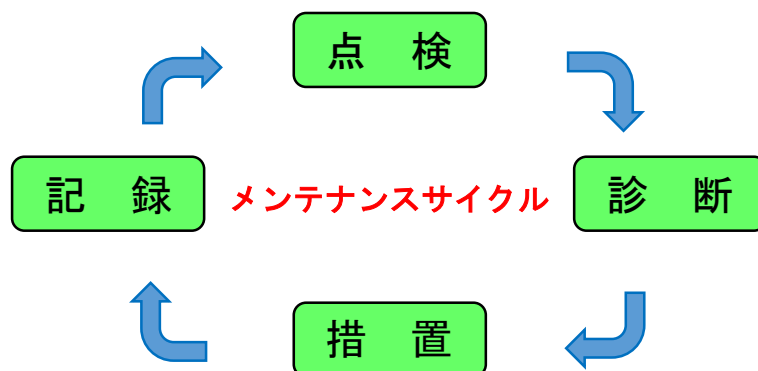 点　検
記　録
メンテナンスサイクル
診　断
措　置